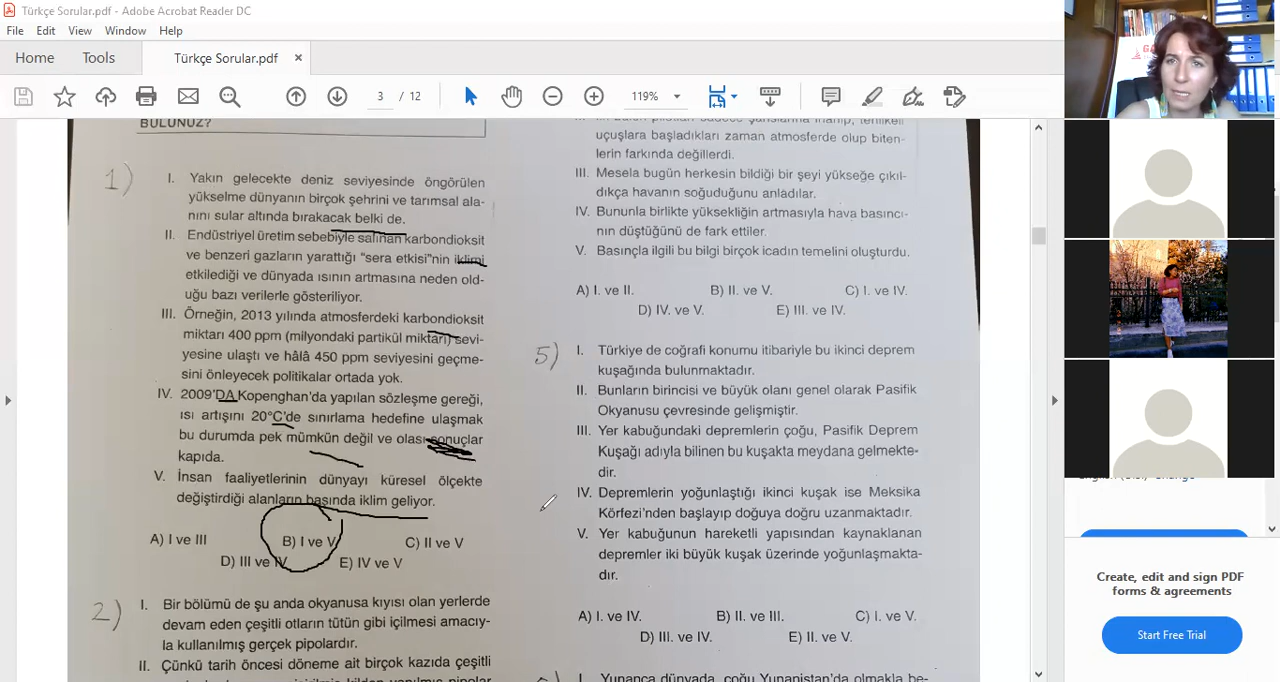 Türkçe Sorular.pdf - Adobe Acrobat Reader DC
File Edit View Window Help
Home Tools Türkçe Sorular.pdf ×
3 / 12 119%
BULUNUZ?
1)
I. Yakın gelecekte deniz seviyesinde öngörülen
yükselme dünyanın birçok şehrini ve tarımsal ala-
nını sular altında bırakacak belki de.
II. Endüstriyel üretim sebebiyle salınan karbondioksit
ve benzeri gazların yarattığı "sera etkisi"nin iklimi
etkilediği ve dünyada ısının artmasına neden old-
uğu bazı verilerle gösteriliyor.
III. Örneğin, 2013 yılında atmosferdeki karbondioksit
miktarı 400 ppm (milyondaki partikül miktarı) sevi-
yesine ulaştı ve hâlâ 450 ppm seviyesini geçme-
sini önleyecek politikalar ortada yok.
IV. 2009'DA Kopenghan'da yapılan sözleşme gereği,
ısı artışını 20°C'de sınırlama hedefine ulaşmak
bu durumda pek mümkün değil ve olası sonuçlar
kapıda.
V. İnsan faaliyetlerinin dünyayı küresel ölçekte
değiştirdiği alanların başında iklim geliyor.
A) I ve III B) I ve V C) II ve V
D) III ve IV E) IV ve V
2)
I. Bir bölümü de şu anda okyanusa kıyısı olan yerlerde
devam eden çeşitli otların tütün gibi içilmesi amacıy-
la kullanılmış gerçek pipolardır.
II. Çünkü tarih öncesi döneme ait birçok kazıda çeşitli
uçuşlara başladıkları zaman atmosferde olup biten-
lerin farkında değillerdi.
III. Mesela bugün herkesin bildiği bir şeyi yükseğe çıkıl-
dıkça havanın soğuduğunu anladılar.
IV. Bununla birlikte yüksekliğin artmasıyla hava basıncı-
nın düştüğünü de fark ettiler.
V. Basınçla ilgili bu bilgi birçok icadın temelini oluşturdu.
A) I. ve II. B) II. ve V. C) I. ve IV.
D) IV. ve V. E) III. ve IV.
5)
I. Türkiye de coğrafi konumu itibariyle bu ikinci deprem
kuşağında bulunmaktadır.
II. Bunların birincisi ve büyük olanı genel olarak Pasifik
Okyanusu çevresinde gelişmiştir.
III. Yer kabuğundaki depremlerin çoğu, Pasifik Deprem
Kuşağı adıyla bilinen bu kuşakta meydana gelmekte-
dir.
IV. Depremlerin yoğunlaştığı ikinci kuşak ise Meksika
Körfezi'nden başlayıp doğuya doğru uzanmaktadır.
V. Yer kabuğunun hareketli yapısından kaynaklanan
depremler iki büyük kuşak üzerinde yoğunlaşmakta-
dır.
A) I. ve IV. B) II. ve III. C) I. ve V.
D) III. ve IV. E) II. ve V.
I. Yunanca dünyada, çoğu Yunanistan'da olmakla be-
Create, edit and sign PDF
forms & agreements
Start Free Trial